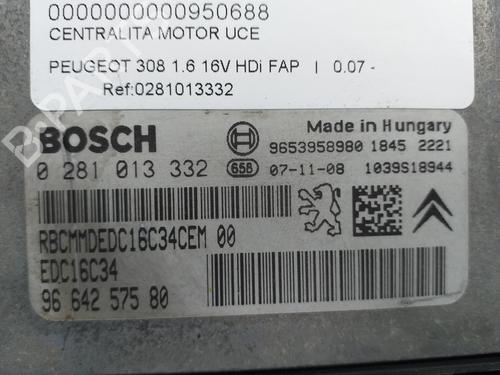 0000000000950688
CENTRALITA MOTOR UCE
PEUGEOT 308 1.6 16V HDi FAP | 0.07 -
Ref:0281013332
BOSCH
Made in Hungary
9653958980 1845 2221
0 281 013 332
658
07-11-08 1039S18944
RBCMMDEDC16C34CEM 00
EDC16C34
96 642 575 80